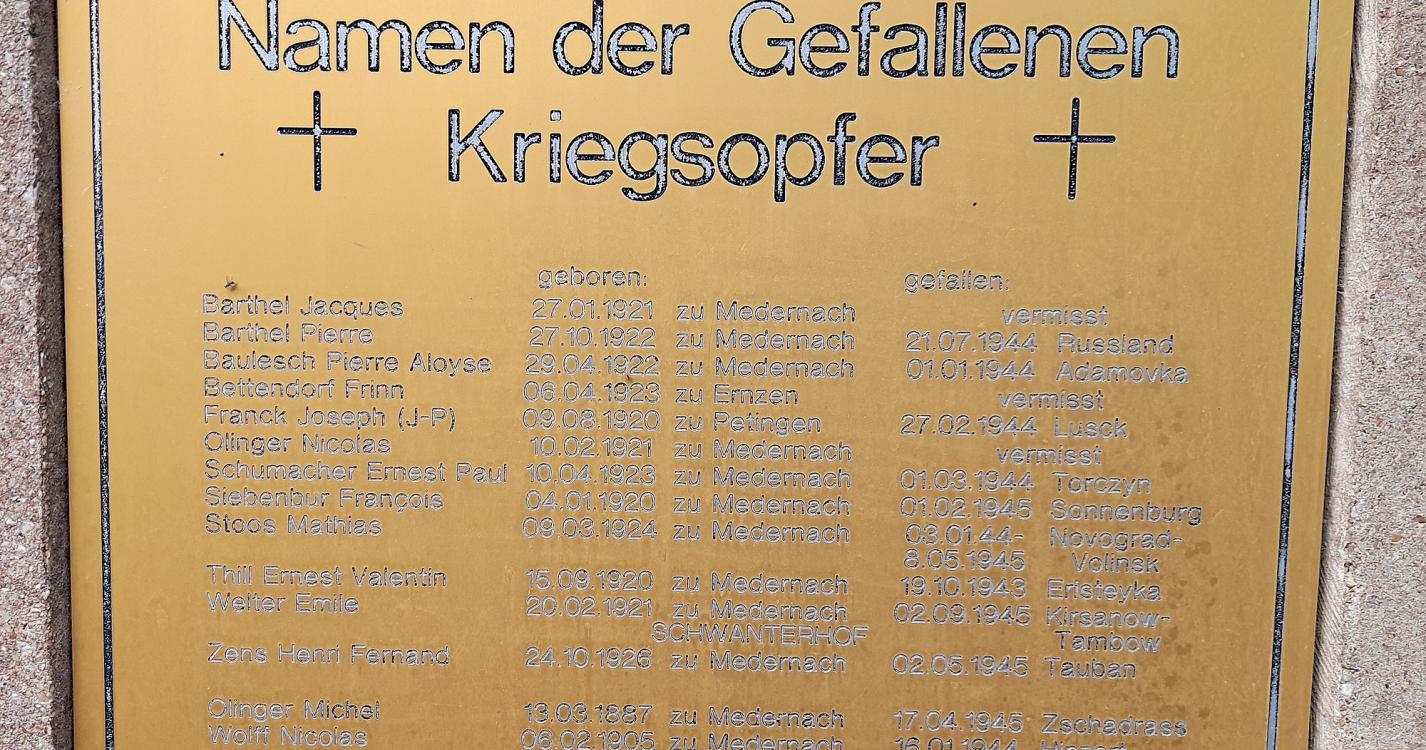 Namen der Gefallenen
Kriegsopfer
geboren: gefallen:
Barthel Jacques 27.01.1921 zu Medernach vermisst
Barthel Pierre 27.10.1922 zu Medernach 21.07.1944 Russland
Baulesch Pierre Aloyse 29.04.1922 zu Medernach 01.01.1944 Adamovka
Bettendorf Frinn 06.04.1923 zu Ernzen vermisst
Franck Joseph (J-P) 09.08.1920 zu Petingen 27.02.1944 Lusck
Olinger Nicolas 10.02.1921 zu Medernach vermisst
Schumacher Ernest Paul 10.04.1923 zu Medernach 01.03.1944 Torczyn
Siebenbur François 04.01.1920 zu Medernach 01.02.1945 Sonnenburg
Stoos Mathias 09.03.1924 zu Medernach 03.01.44- Novograd-
8.05.1945 Volinsk
Thill Ernest Valentin 15.09.1920 zu Medernach 19.10.1943 Eristeyka
Welter Emile 20.02.1921 zu Medernach 02.09.1945 Kirsanow-
SCHWANTERHOF Tambow
Zens Henri Fernand 24.10.1926 zu Medernach 02.05.1945 Tauban
Olinger Michel 13.03.1887 zu Medernach 17.04.1945 Zschadrass
Wolff Nicolas 06.02.1905 zu Medernach 16.01.1944